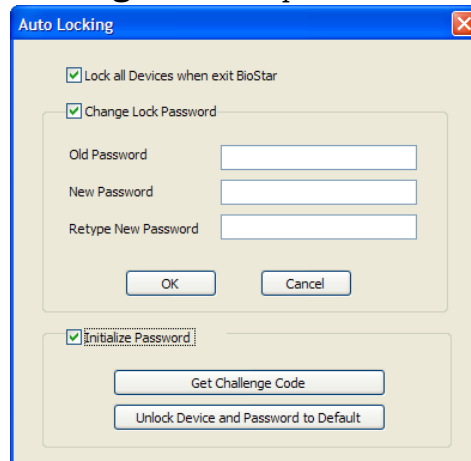 Auto Locking
Lock all Devices when exit BioStar
Change Lock Password
Old Password
New Password
Retype New Password
OK Cancel
Initialize Password
Get Challenge Code
Unlock Device and Password to Default